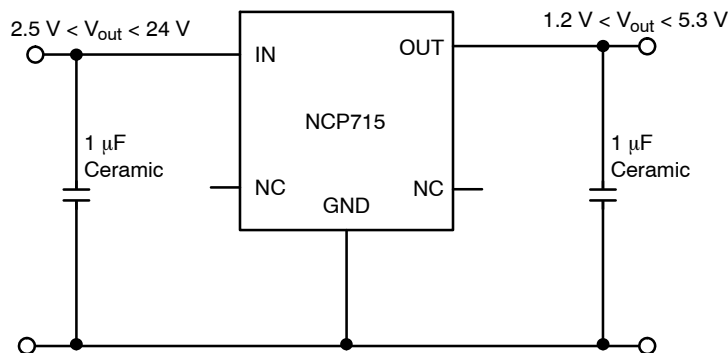 2.5 V < Vout < 24 V
1.2 V < Vout < 5.3 V
IN
OUT
NCP715
1 μF
Ceramic
1 μF
Ceramic
NC
NC
GND